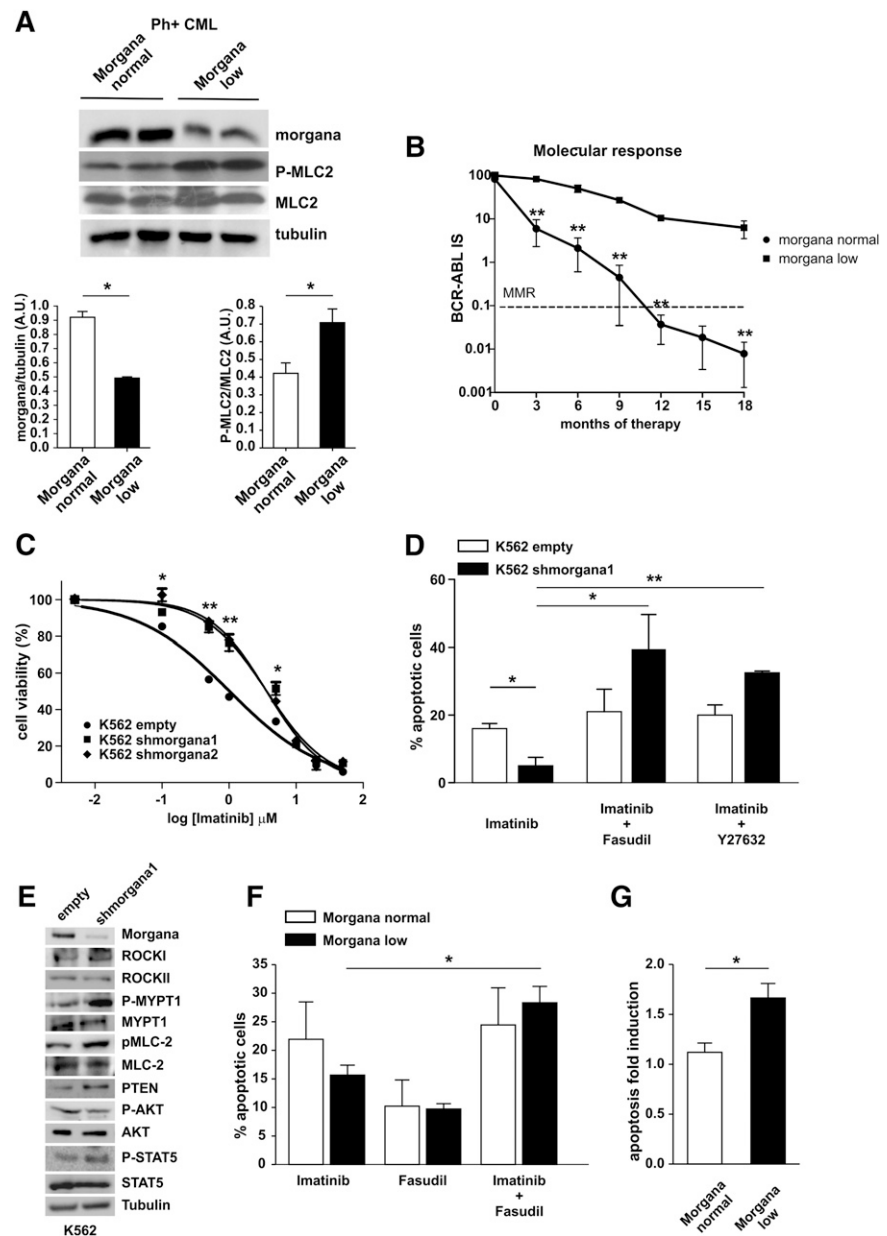 A
Ph+ CML
Morgana normal
Morgana low
morgana
P-MLC2
MLC2
tubulin
*
*
morgana/tubulin (A.U.)
1.0
0.9
0.8
0.7
0.6
0.5
0.4
0.3
0.2
0.1
0.0
Morgana normal
Morgana low
P-MLC2/MLC2 (A.U.)
0.8
0.7
0.6
0.5
0.4
0.3
0.2
0.1
0.0
Morgana normal
Morgana low
B
Molecular response
BCR-ABL IS
100
10
1
0.1
0.01
0.001
MMR
**
**
**
**
**
0 3 6 9 12 15 18
months of therapy
morgana normal
morgana low
C
cell viability (%)
100
80
60
40
20
0
*
**
**
*
K562 empty
K562 shmorgana1
K562 shmorgana2
-2 -1 0 1 2
log [Imatinib] µM
D
K562 empty
K562 shmorgana1
% apoptotic cells
60
40
20
0
*
*
**
Imatinib
Imatinib + Fasudil
Imatinib + Y27632
E
empty
shmorgana1
Morgana
ROCKI
ROCKII
P-MYPT1
MYPT1
pMLC-2
MLC-2
PTEN
P-AKT
AKT
P-STAT5
STAT5
Tubulin
K562
F
Morgana normal
Morgana low
% apoptotic cells
35
30
25
20
15
10
5
0
*
Imatinib
Fasudil
Imatinib + Fasudil
G
apoptosis fold induction
2.0
1.5
1.0
0.5
0.0
*
Morgana normal
Morgana low